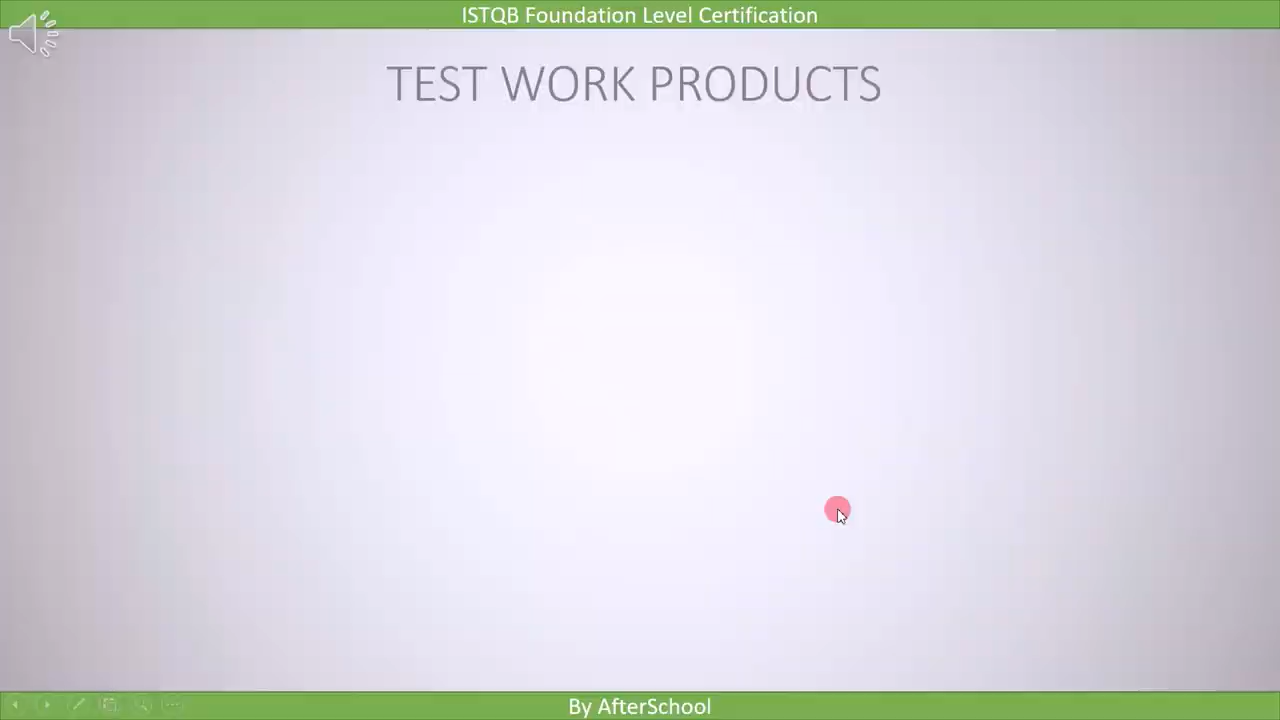 ISTQB Foundation Level Certification
TEST WORK PRODUCTS
By AfterSchool